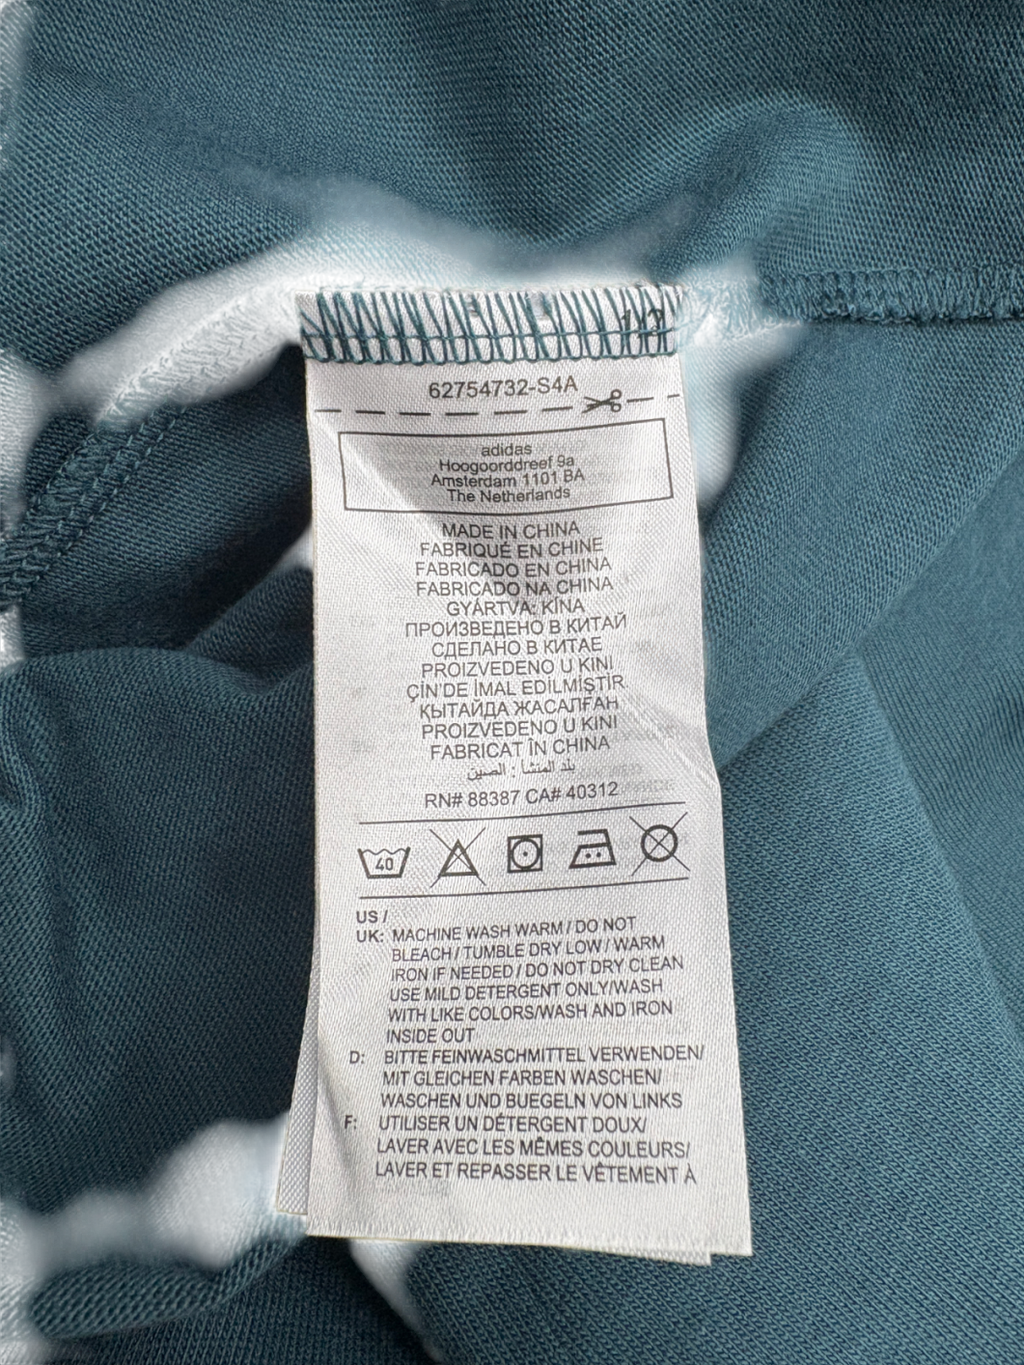 62754732-S4A
adidas
Hoogoorddreef 9a
Amsterdam 1101 BA
The Netherlands
MADE IN CHINA
FABRIQUÉ EN CHINE
FABRICADO EN CHINA
FABRICADO NA CHINA
GYÁRTVA: KÍNA
ПРОИЗВЕДЕНО В КИТАЙ
СДЕЛАНО В КИТАЕ
PROIZVEDENO U KINI
ÇİN'DE İMAL EDİLMİŞTİR
ҚЫТАЙДА ЖАСАЛҒАН
PROIZVEDENO U KINI
FABRICAT ÎN CHINA
بلد المنشأ : الصين
RN# 88387 CA# 40312
40
US /
UK: MACHINE WASH WARM / DO NOT
BLEACH / TUMBLE DRY LOW / WARM
IRON IF NEEDED / DO NOT DRY CLEAN
USE MILD DETERGENT ONLY/WASH
WITH LIKE COLORS/WASH AND IRON
INSIDE OUT
D: BITTE FEINWASCHMITTEL VERWENDEN/
MIT GLEICHEN FARBEN WASCHEN/
WASCHEN UND BUEGELN VON LINKS
F: UTILISER UN DÉTERGENT DOUX/
LAVER AVEC LES MÊMES COULEURS/
LAVER ET REPASSER LE VÊTEMENT À